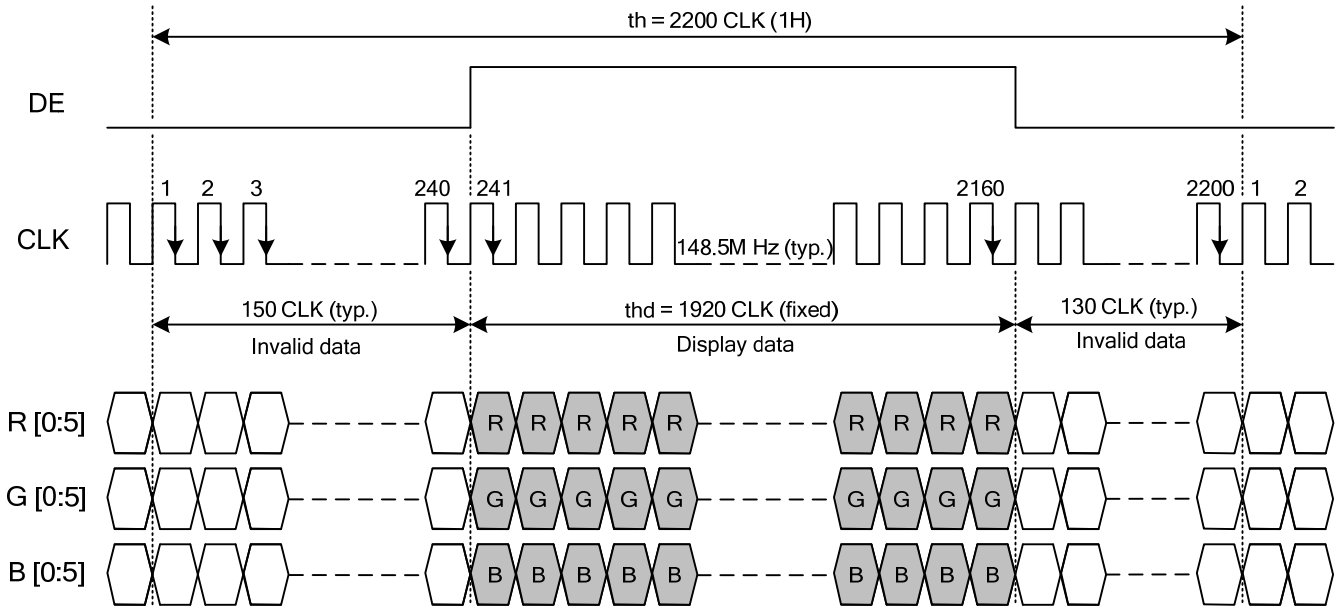 th = 2200 CLK (1H)
DE
1 2 3 240 241 2160 2200 1 2
CLK
148.5M Hz (typ.)
150 CLK (typ.) thd = 1920 CLK (fixed) 130 CLK (typ.)
Invalid data Display data Invalid data
R [0:5] R R R R R R R R R
G [0:5] G G G G G G G G G
B [0:5] B B B B B B B B B